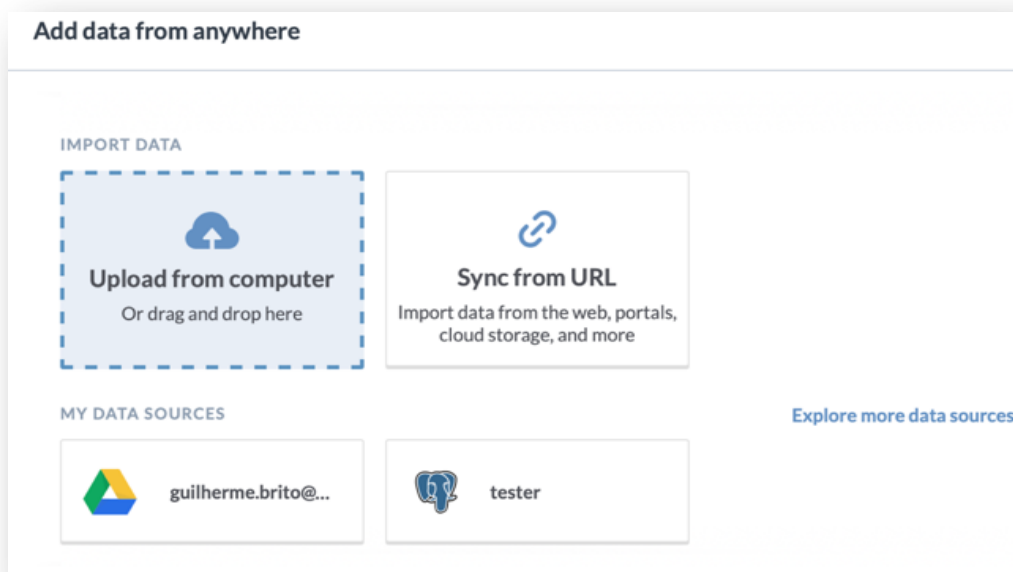 Add data from anywhere
IMPORT DATA
Upload from computer
Or drag and drop here
Sync from URL
Import data from the web, portals,
cloud storage, and more
MY DATA SOURCES
Explore more data sources
guilherme.brito@...
tester